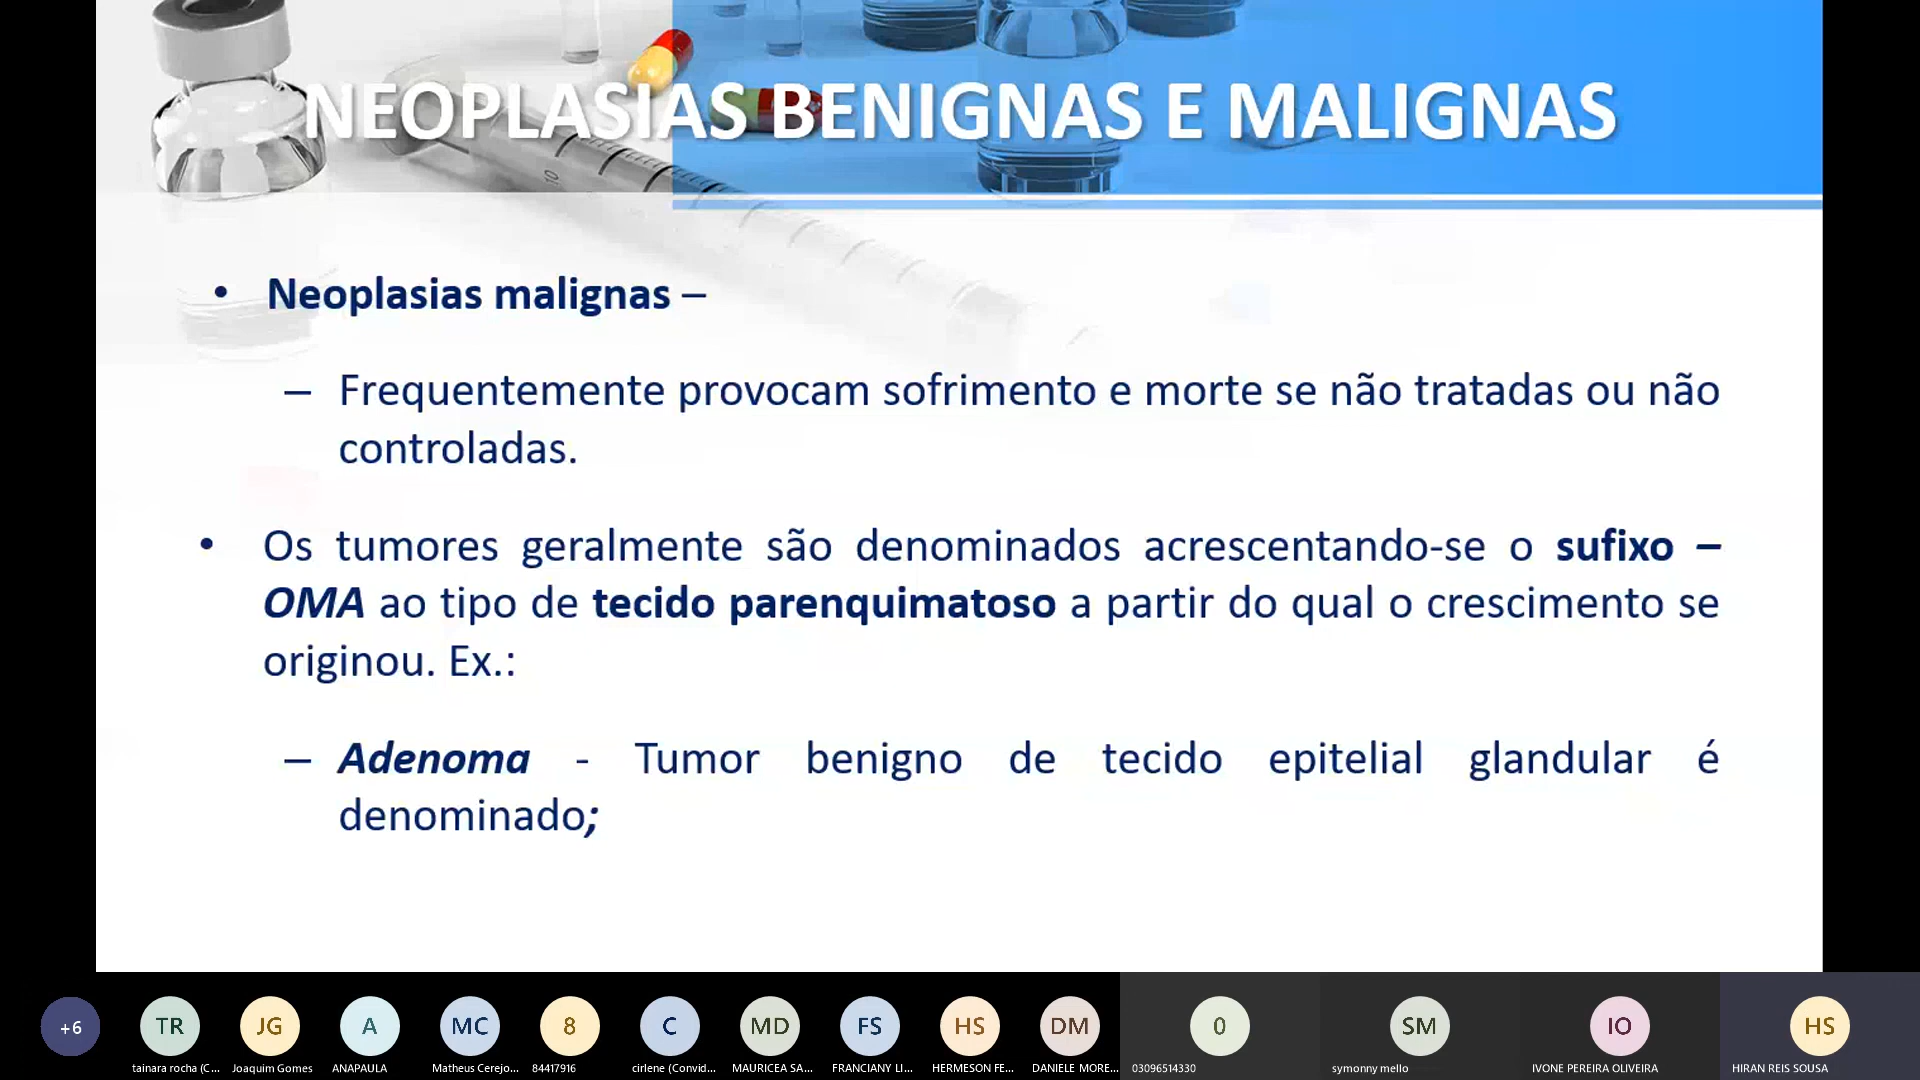 NEOPLASIAS BENIGNAS E MALIGNAS
10
• Neoplasias malignas –
– Frequentemente provocam sofrimento e morte se não tratadas ou não
controladas.
• Os tumores geralmente são denominados acrescentando-se o sufixo –
OMA ao tipo de tecido parenquimatoso a partir do qual o crescimento se
originou. Ex.:
– Adenoma - Tumor benigno de tecido epitelial glandular é
denominado;
+6 TR JG A MC 8 C MD FS HS DM 0 SM IO HS
tainara rocha (C... Joaquim Gomes ANAPAULA Matheus Cerejo... 84417916 cirlene (Convid... MAURICEA SA... FRANCIANY LI... HERMESON FE... DANIELE MORE... 03096514330 symonny mello IVONE PEREIRA OLIVEIRA HIRAN REIS SOUSA